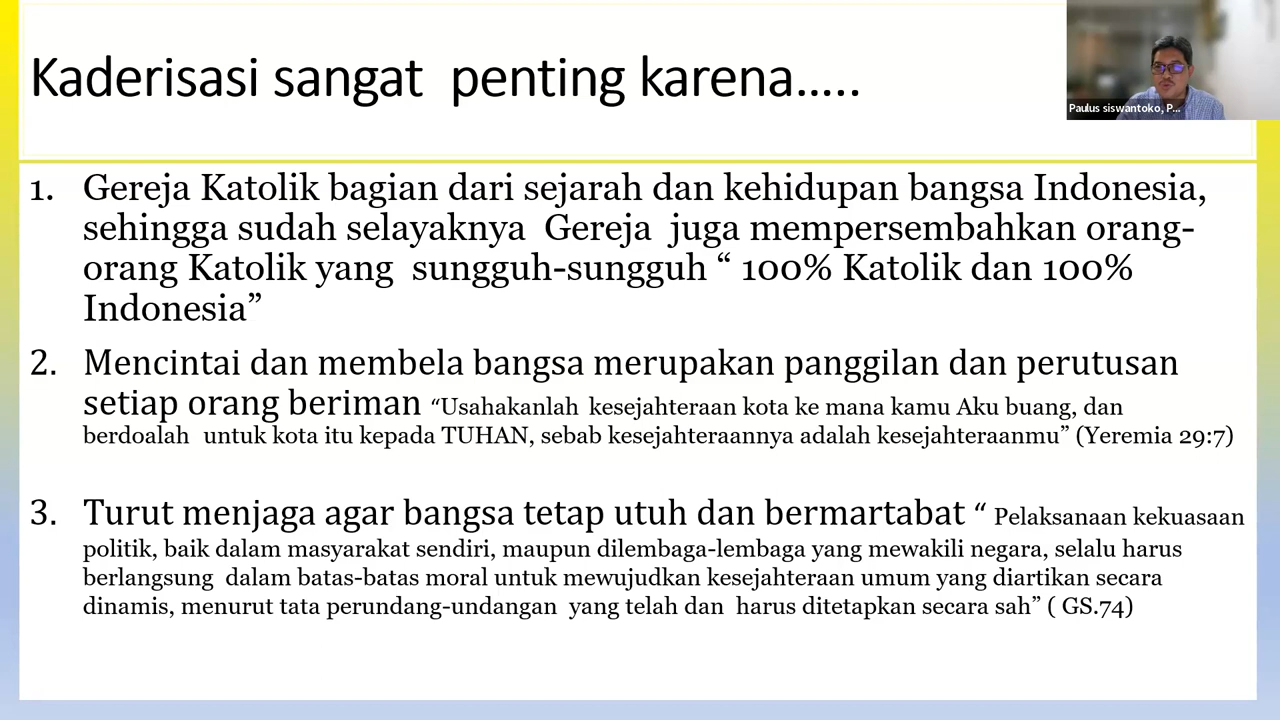 Kaderisasi sangat  penting karena.....
Paulus siswantoko, P...
1. Gereja Katolik bagian dari sejarah dan kehidupan bangsa Indonesia,
sehingga sudah selayaknya  Gereja  juga mempersembahkan orang-
orang Katolik yang  sungguh-sungguh “ 100% Katolik dan 100%
Indonesia”
2. Mencintai dan membela bangsa merupakan panggilan dan perutusan
setiap orang beriman “Usahakanlah  kesejahteraan kota ke mana kamu Aku buang, dan
berdoalah  untuk kota itu kepada TUHAN, sebab kesejahteraannya adalah kesejahteraanmu” (Yeremia 29:7)
3. Turut menjaga agar bangsa tetap utuh dan bermartabat “ Pelaksanaan kekuasaan
politik, baik dalam masyarakat sendiri, maupun dilembaga-lembaga yang mewakili negara, selalu harus
berlangsung  dalam batas-batas moral untuk mewujudkan kesejahteraan umum yang diartikan secara
dinamis, menurut tata perundang-undangan  yang telah dan  harus ditetapkan secara sah” ( GS.74)